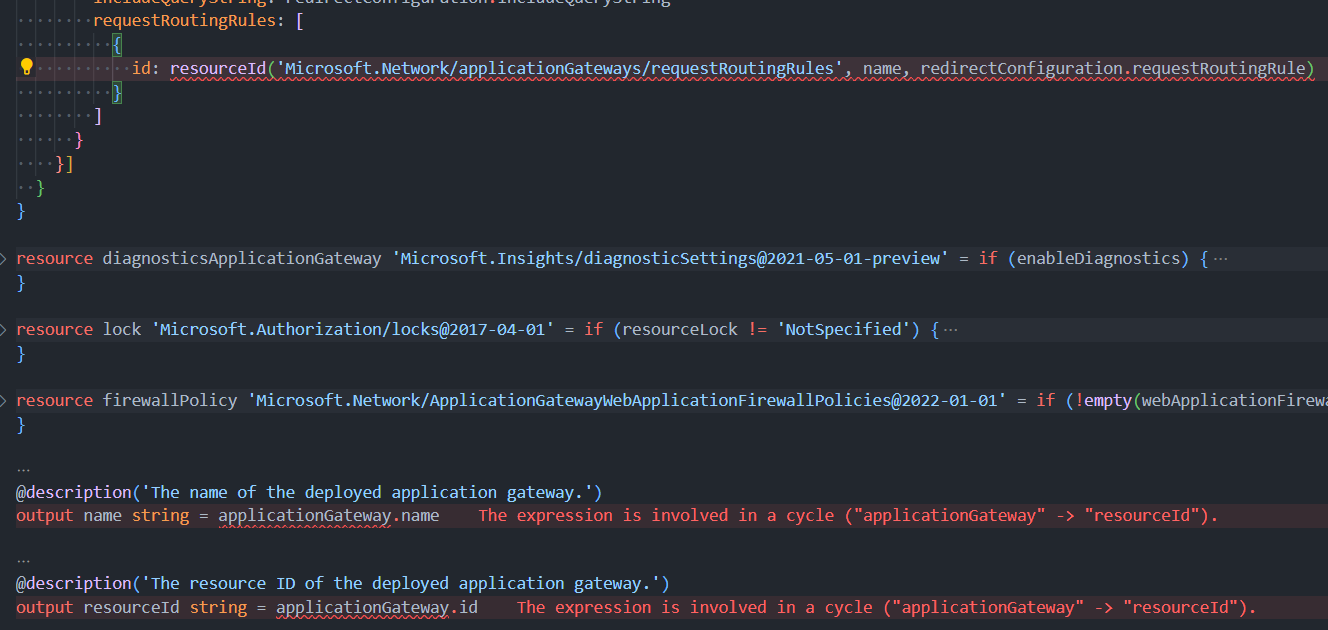 includeQueryString: redirectConfiguration.includeQueryString
requestRoutingRules: [
{
id: resourceId('Microsoft.Network/applicationGateways/requestRoutingRules', name, redirectConfiguration.requestRoutingRule)
}
]
}
}]
}
}
resource diagnosticsApplicationGateway 'Microsoft.Insights/diagnosticSettings@2021-05-01-preview' = if (enableDiagnostics) {···
}
resource lock 'Microsoft.Authorization/locks@2017-04-01' = if (resourceLock != 'NotSpecified') {···
}
resource firewallPolicy 'Microsoft.Network/ApplicationGatewayWebApplicationFirewallPolicies@2022-01-01' = if (!empty(webApplicationFirewa
}
...
@description('The name of the deployed application gateway.')
output name string = applicationGateway.name The expression is involved in a cycle ("applicationGateway" -> "resourceId").
...
@description('The resource ID of the deployed application gateway.')
output resourceId string = applicationGateway.id The expression is involved in a cycle ("applicationGateway" -> "resourceId").